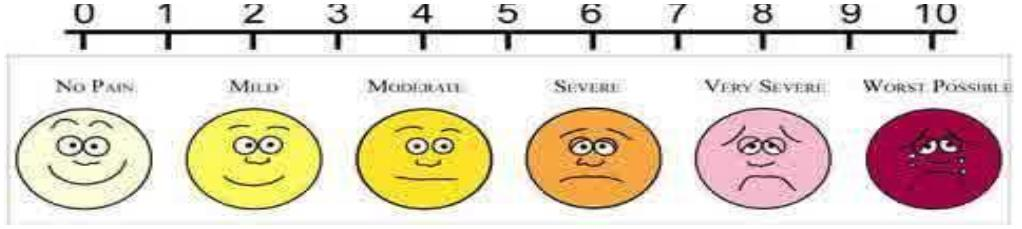 0 1 2 3 4 5 6 7 8 9 10
NO PAIN MILD MODERATE SEVERE VERY SEVERE WORST POSSIBLE